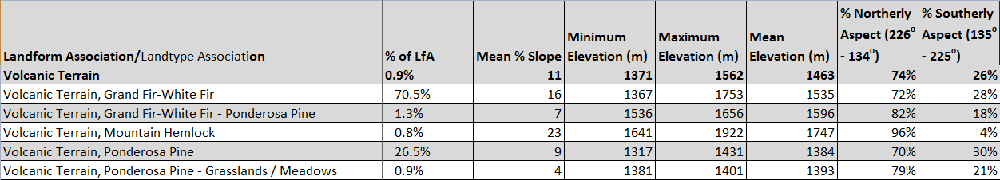 Landform Association/Landtype Association % of LfA Mean % Slope Minimum Elevation (m) Maximum Elevation (m) Mean Elevation (m) % Northerly Aspect (226° - 134°) % Southerly Aspect (135° - 225°)
Volcanic Terrain 0.9% 11 1371 1562 1463 74% 26%
Volcanic Terrain, Grand Fir-White Fir 70.5% 16 1367 1753 1535 72% 28%
Volcanic Terrain, Grand Fir-White Fir - Ponderosa Pine 1.3% 7 1536 1656 1596 82% 18%
Volcanic Terrain, Mountain Hemlock 0.8% 23 1641 1922 1747 96% 4%
Volcanic Terrain, Ponderosa Pine 26.5% 9 1317 1431 1384 70% 30%
Volcanic Terrain, Ponderosa Pine - Grasslands / Meadows 0.9% 4 1381 1401 1393 79% 21%